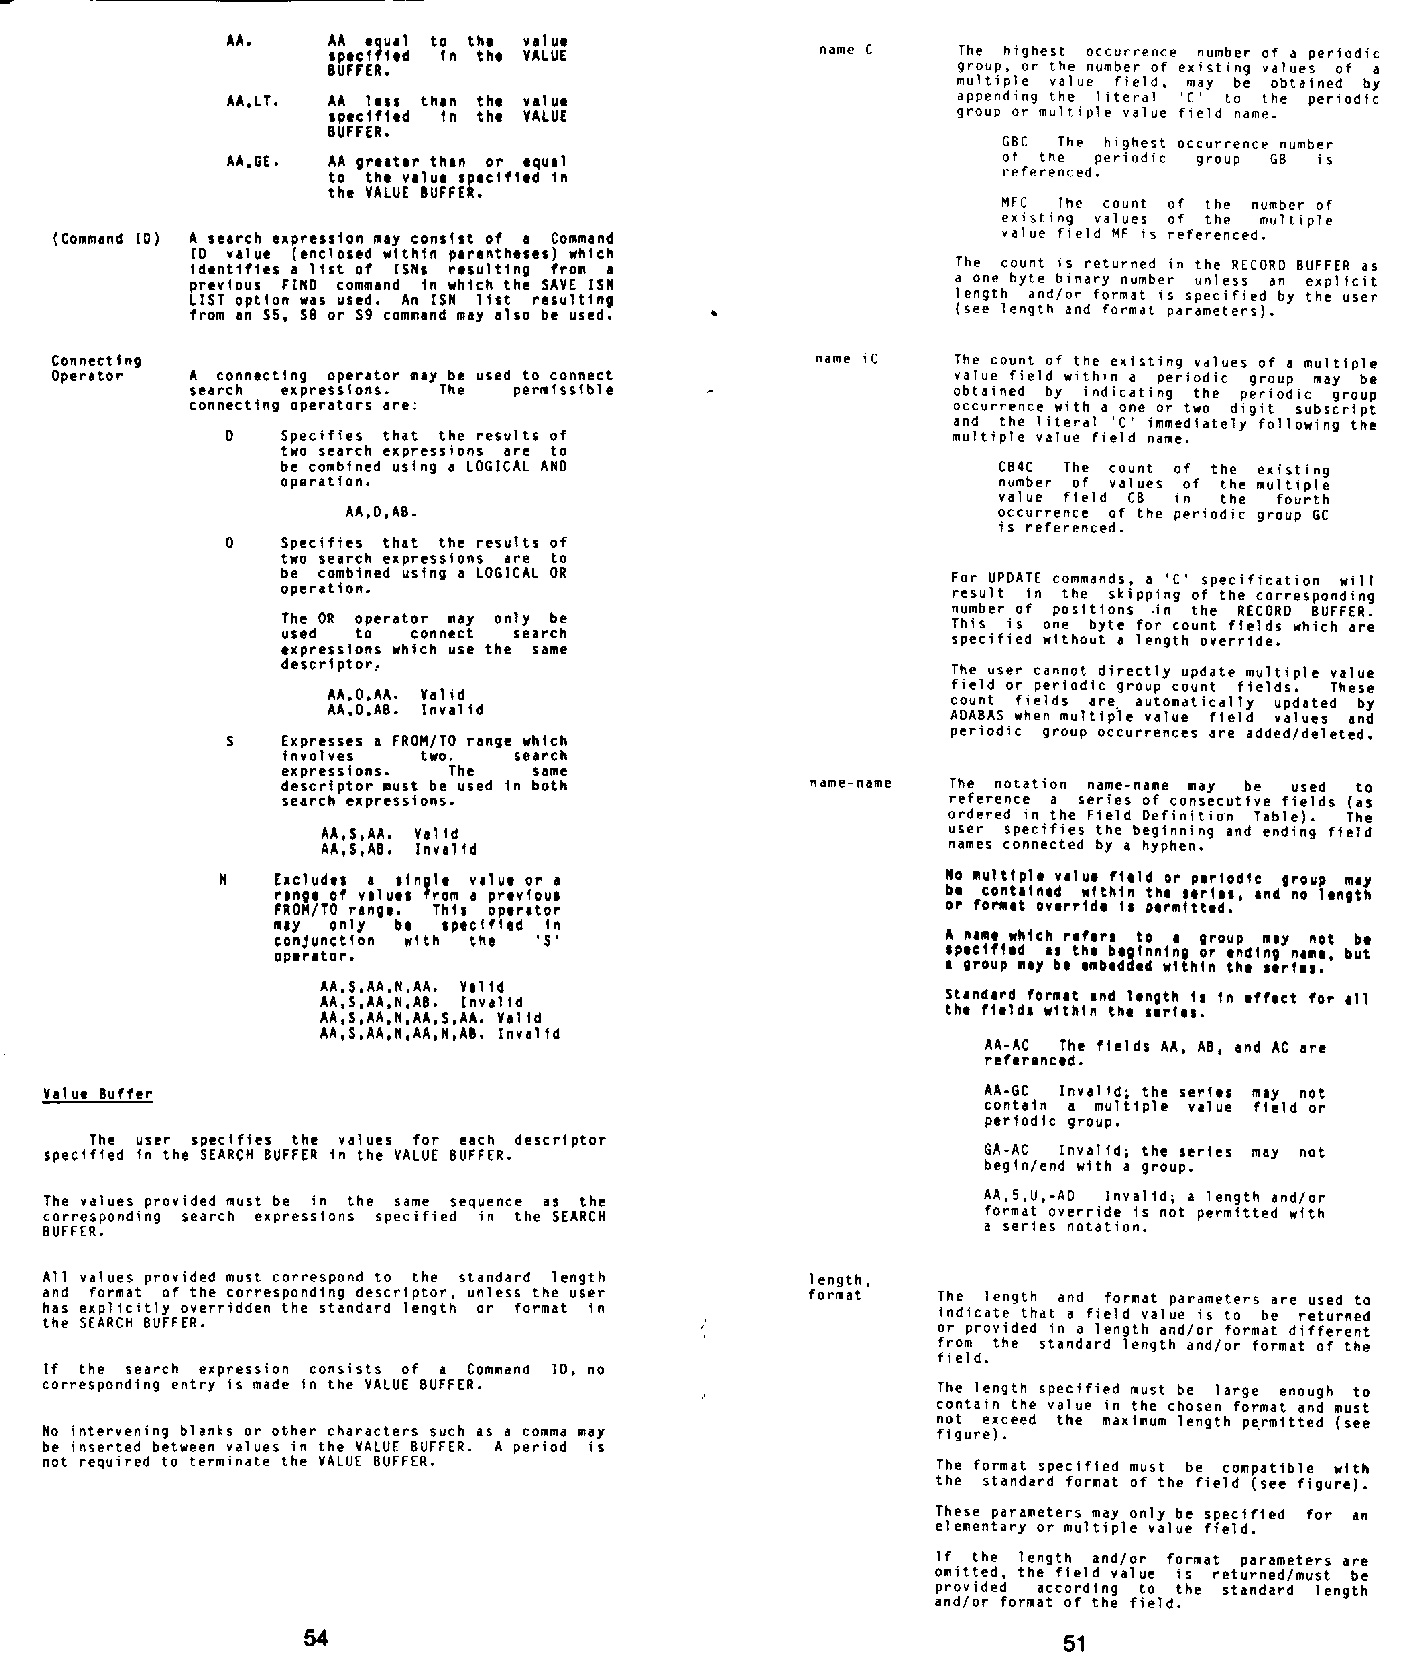 AA. AA equal to the value
specified in the VALUE
BUFFER.
AA,LT. AA less than the value
specified in the VALUE
BUFFER.
AA,GE. AA greater than or equal
to the value specified in
the VALUE BUFFER.
(Command ID) A search expression may consist of a Command
ID value (enclosed within parentheses) which
identifies a list of ISNs resulting from a
previous FIND command in which the SAVE ISN
LIST option was used. An ISN list resulting
from an S5, S8 or S9 command may also be used.
Connecting
Operator A connecting operator may be used to connect
search expressions. The permissible
connecting operators are:
D Specifies that the results of
two search expressions are to
be combined using a LOGICAL AND
operation.
AA,D,AB.
O Specifies that the results of
two search expressions are to
be combined using a LOGICAL OR
operation.
The OR operator may only be
used to connect search
expressions which use the same
descriptor.
AA,O,AA. Valid
AA,O,AB. Invalid
S Expresses a FROM/TO range which
involves two. search
expressions. The same
descriptor must be used in both
search expressions.
AA,S,AA. Valid
AA,S,AB. Invalid
N Excludes a single value or a
range of values from a previous
FROM/TO range. This operator
may only be specified in
conjunction with the 'S'
operator.
AA,S,AA,N,AA. Valid
AA,S,AA,N,AB. Invalid
AA,S,AA,N,AA,S,AA. Valid
AA,S,AA,N,AA,N,AB. Invalid
Value Buffer
The user specifies the values for each descriptor
specified in the SEARCH BUFFER in the VALUE BUFFER.
The values provided must be in the same sequence as the
corresponding search expressions specified in the SEARCH
BUFFER.
All values provided must correspond to the standard length
and format of the corresponding descriptor, unless the user
has explicitly overridden the standard length or format in
the SEARCH BUFFER.
If the search expression consists of a Command ID, no
corresponding entry is made in the VALUE BUFFER.
No intervening blanks or other characters such as a comma may
be inserted between values in the VALUE BUFFER. A period is
not required to terminate the VALUE BUFFER.
54
name C The highest occurrence number of a periodic
group, or the number of existing values of a
multiple value field, may be obtained by
appending the literal 'C' to the periodic
group or multiple value field name.
GBC The highest occurrence number
of the periodic group GB is
referenced.
MFC The count of the number of
existing values of the multiple
value field MF is referenced.
The count is returned in the RECORD BUFFER as
a one byte binary number unless an explicit
length and/or format is specified by the user
(see length and format parameters).
name iC The count of the existing values of a multiple
value field within a periodic group may be
obtained by indicating the periodic group
occurrence with a one or two digit subscript
and the literal 'C' immediately following the
multiple value field name.
CB4C The count of the existing
number of values of the multiple
value field CB in the fourth
occurrence of the periodic group GC
is referenced.
For UPDATE commands, a 'C' specification will
result in the skipping of the corresponding
number of positions in the RECORD BUFFER.
This is one byte for count fields which are
specified without a length override.
The user cannot directly update multiple value
field or periodic group count fields. These
count fields are automatically updated by
ADABAS when multiple value field values and
periodic group occurrences are added/deleted.
name-name The notation name-name may be used to
reference a series of consecutive fields (as
ordered in the Field Definition Table). The
user specifies the beginning and ending field
names connected by a hyphen.
No multiple value field or periodic group may
be contained within the series, and no length
or format override is permitted.
A name which refers to a group may not be
specified as the beginning or ending name, but
a group may be embedded within the series.
Standard format and length is in effect for all
the fields within the series.
AA-AC The fields AA, AB, and AC are
referenced.
AA-GC Invalid; the series may not
contain a multiple value field or
periodic group.
GA-AC Invalid; the series may not
begin/end with a group.
AA,5,U,-AD Invalid; a length and/or
format override is not permitted with
a series notation.
length,
format The length and format parameters are used to
indicate that a field value is to be returned
or provided in a length and/or format different
from the standard length and/or format of the
field.
The length specified must be large enough to
contain the value in the chosen format and must
not exceed the maximum length permitted (see
figure).
The format specified must be compatible with
the standard format of the field (see figure).
These parameters may only be specified for an
elementary or multiple value field.
If the length and/or format parameters are
omitted, the field value is returned/must be
provided according to the standard length
and/or format of the field.
51